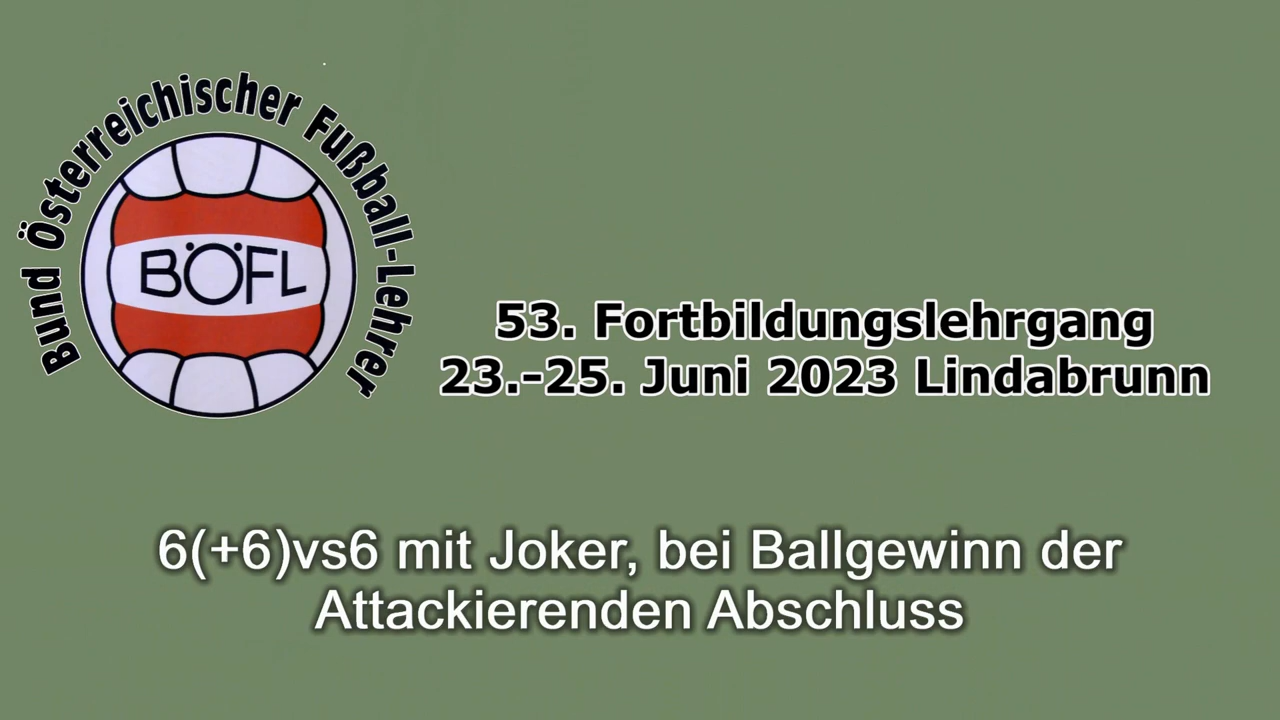 Bund Österreichischer Fußball-Lehrer
BÖFL
53. Fortbildungslehrgang
23.-25. Juni 2023 Lindabrunn
6(+6)vs6 mit Joker, bei Ballgewinn der
Attackierenden Abschluss